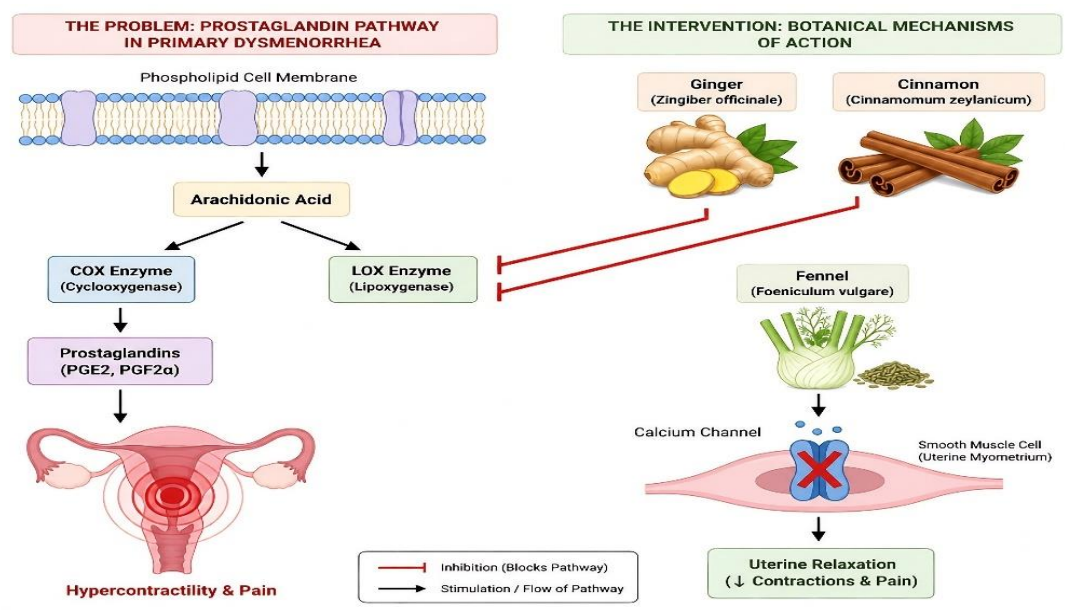 THE PROBLEM: PROSTAGLANDIN PATHWAY
IN PRIMARY DYSMENORRHEA
Phospholipid Cell Membrane
Arachidonic Acid
COX Enzyme
(Cyclooxygenase)
LOX Enzyme
(Lipoxygenase)
Prostaglandins
(PGE2, PGF2α)
Hypercontractility & Pain
THE INTERVENTION: BOTANICAL MECHANISMS
OF ACTION
Ginger
(Zingiber officinale)
Cinnamon
(Cinnamomum zeylanicum)
Fennel
(Foeniculum vulgare)
Calcium Channel
Smooth Muscle Cell
(Uterine Myometrium)
Uterine Relaxation
(↓ Contractions & Pain)
Inhibition (Blocks Pathway)
Stimulation / Flow of Pathway